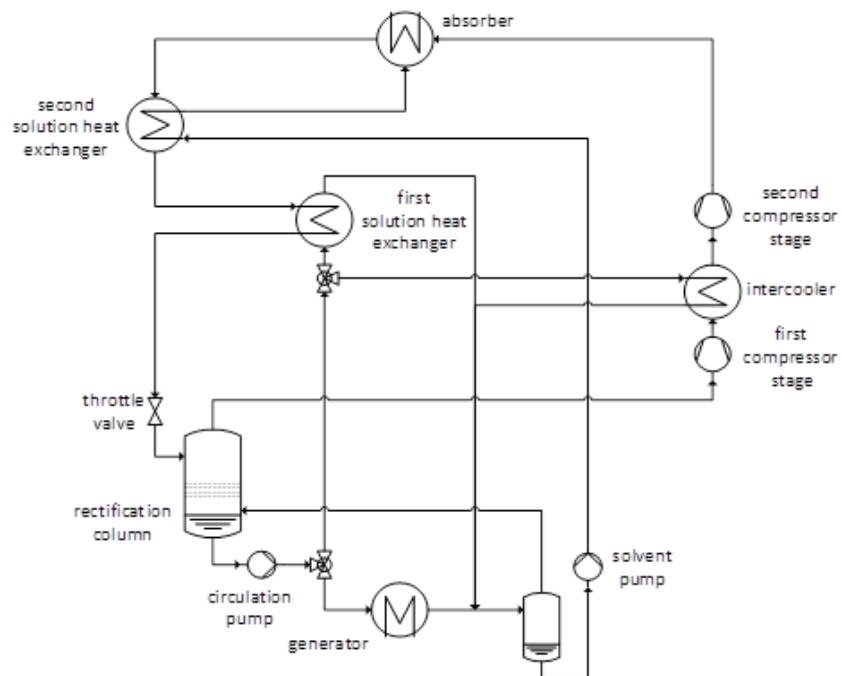 absorber
second
solution heat
exchanger
first
solution heat
exchanger
second
compressor
stage
intercooler
first
compressor
stage
throttle
valve
rectification
column
circulation
pump
generator
solvent
pump